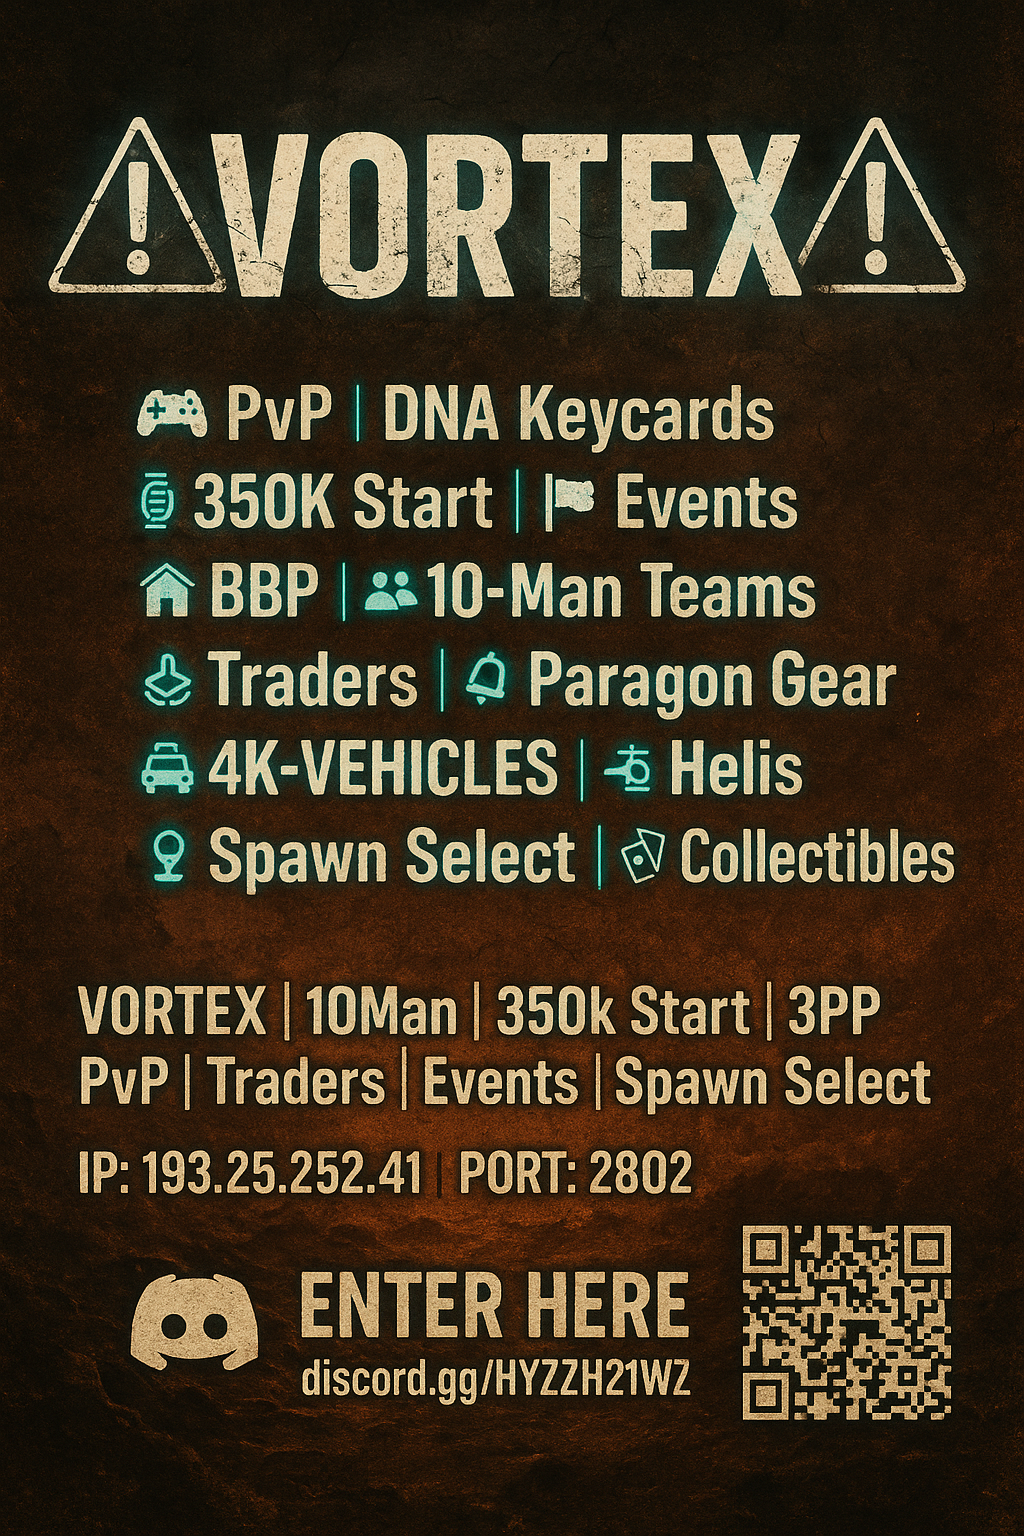 VORTEX
PvP | DNA Keycards
350K Start | Events
BBP | 10-Man Teams
Traders | Paragon Gear
4K-VEHICLES | Helis
Spawn Select | Collectibles
VORTEX | 10Man | 350k Start | 3PP
PvP | Traders | Events | Spawn Select
IP: 193.25.252.41 | PORT: 2802
ENTER HERE
discord.gg/HYZZH21WZ